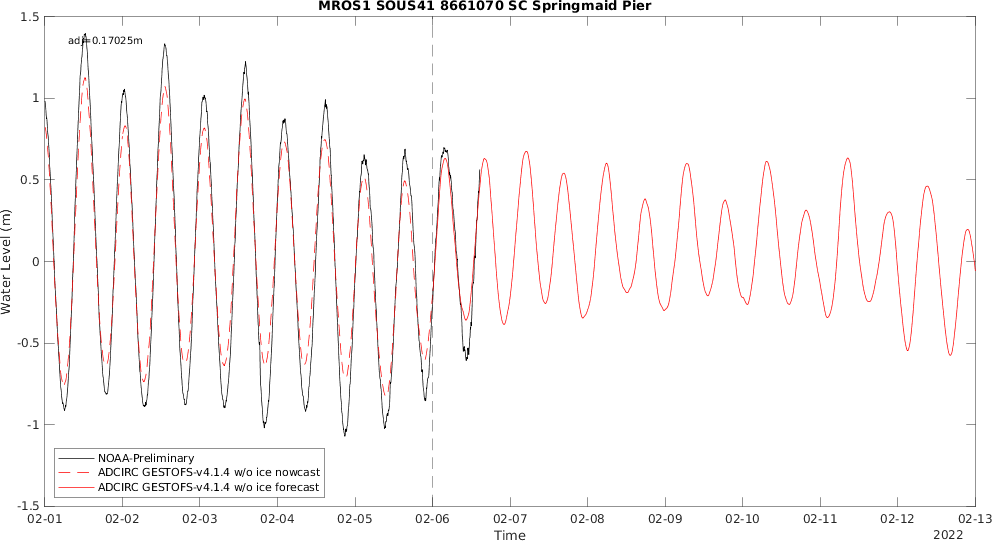 MROS1 SOUS41 8661070 SC Springmaid Pier
1.5
adj=0.17025m
1
0.5
0
-0.5
-1
-1.5
Water Level (m)
NOAA-Preliminary
ADCIRC GESTOFS-v4.1.4 w/o ice nowcast
ADCIRC GESTOFS-v4.1.4 w/o ice forecast
02-01 02-02 02-03 02-04 02-05 02-06 02-07 02-08 02-09 02-10 02-11 02-12 02-13
Time
2022